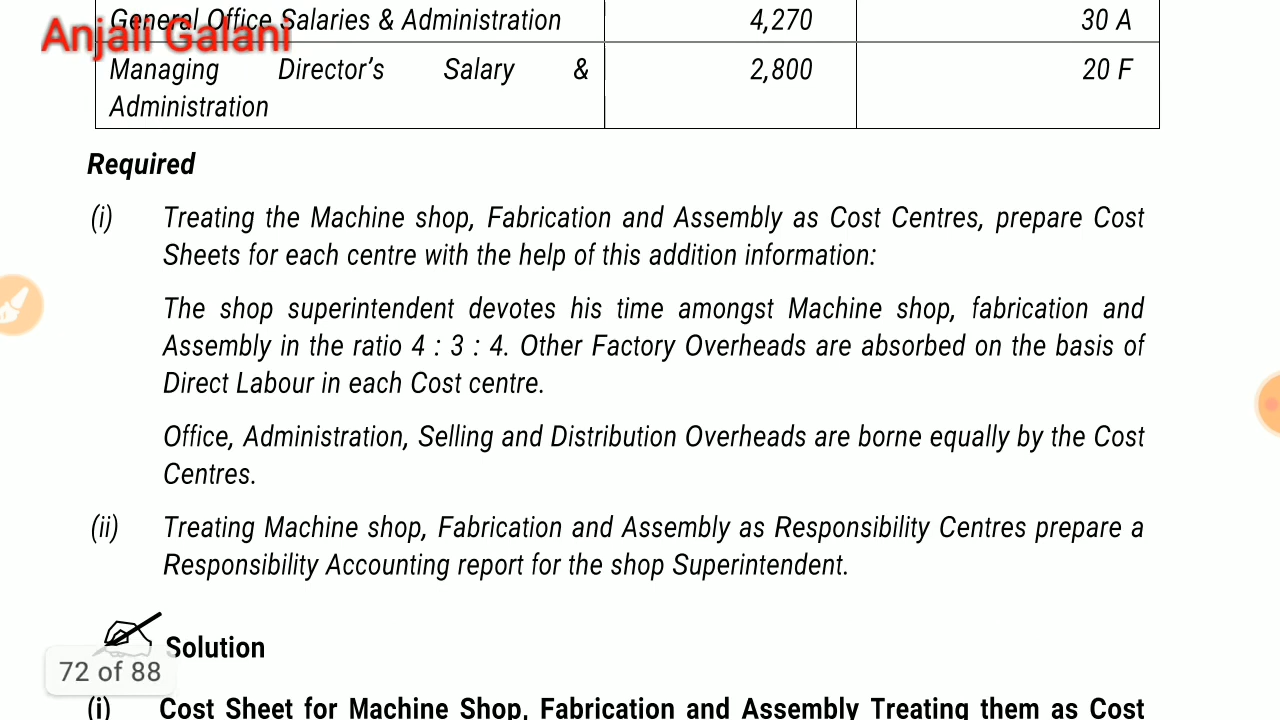 General Office Salaries & Administration 4,270 30 A
Anjali Galani
Managing Director's Salary & 2,800 20 F
Administration
Required
(i) Treating the Machine shop, Fabrication and Assembly as Cost Centres, prepare Cost
Sheets for each centre with the help of this addition information:
The shop superintendent devotes his time amongst Machine shop, fabrication and
Assembly in the ratio 4 : 3 : 4. Other Factory Overheads are absorbed on the basis of
Direct Labour in each Cost centre.
Office, Administration, Selling and Distribution Overheads are borne equally by the Cost
Centres.
(ii) Treating Machine shop, Fabrication and Assembly as Responsibility Centres prepare a
Responsibility Accounting report for the shop Superintendent.
Solution
72 of 88
(i) Cost Sheet for Machine Shop, Fabrication and Assembly Treating them as Cost